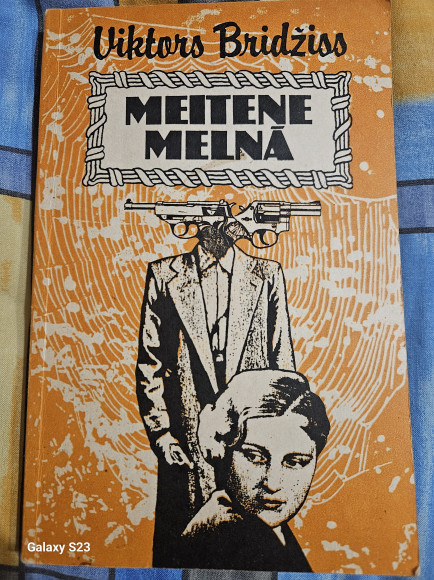 Viktors Bridžiss
MEITENE
MELNĀ
Galaxy S23